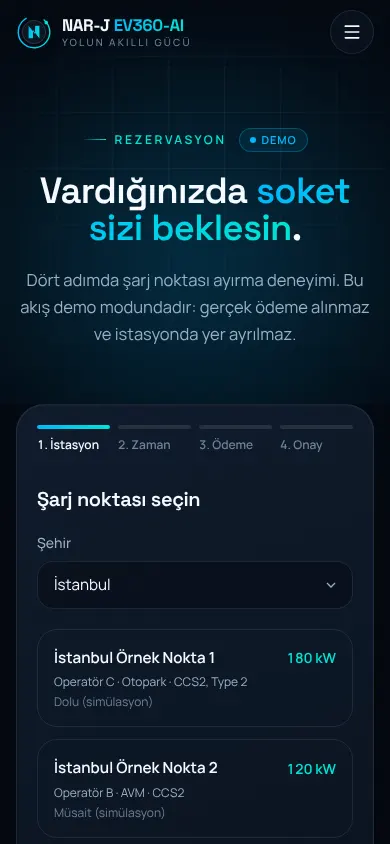 NAR-J EV360-AI
YOLUN AKILLI GÜCÜ
REZERVASYON
DEMO
Vardığınızda soket
sizi beklesin.
Dört adımda şarj noktası ayırma deneyimi. Bu
akış demo modundadır: gerçek ödeme alınmaz
ve istasyonda yer ayrılmaz.
1. İstasyon
2. Zaman
3. Ödeme
4. Onay
Şarj noktası seçin
Şehir
İstanbul
İstanbul Örnek Nokta 1
180 kW
Operatör C · Otopark · CCS2, Type 2
Dolu (simülasyon)
İstanbul Örnek Nokta 2
120 kW
Operatör B · AVM · CCS2
Müsait (simülasyon)